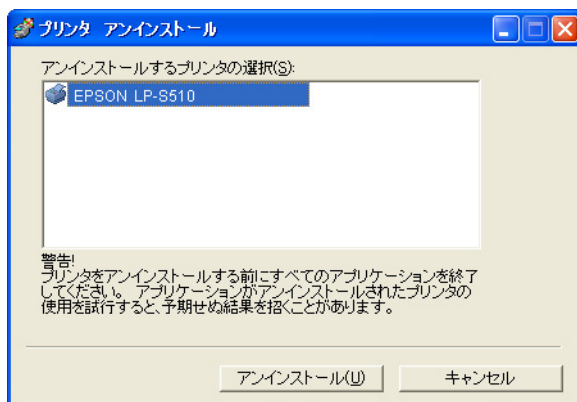 プリンタ アンインストール
アンインストールするプリンタの選択(S):
EPSON LP-S510
警告!
プリンタをアンインストールする前にすべてのアプリケーションを終了
してください。 アプリケーションがアンインストールされたプリンタの
使用を試行すると、予期せぬ結果を招くことがあります。
アンインストール(U)
キャンセル